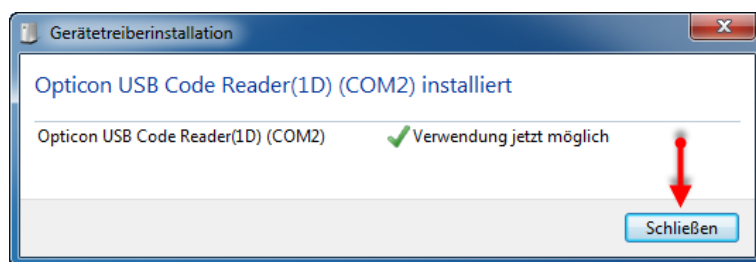 Gerätetreiberinstallation
Opticon USB Code Reader(1D) (COM2) installiert
Opticon USB Code Reader(1D) (COM2) Verwendung jetzt möglich
Schließen